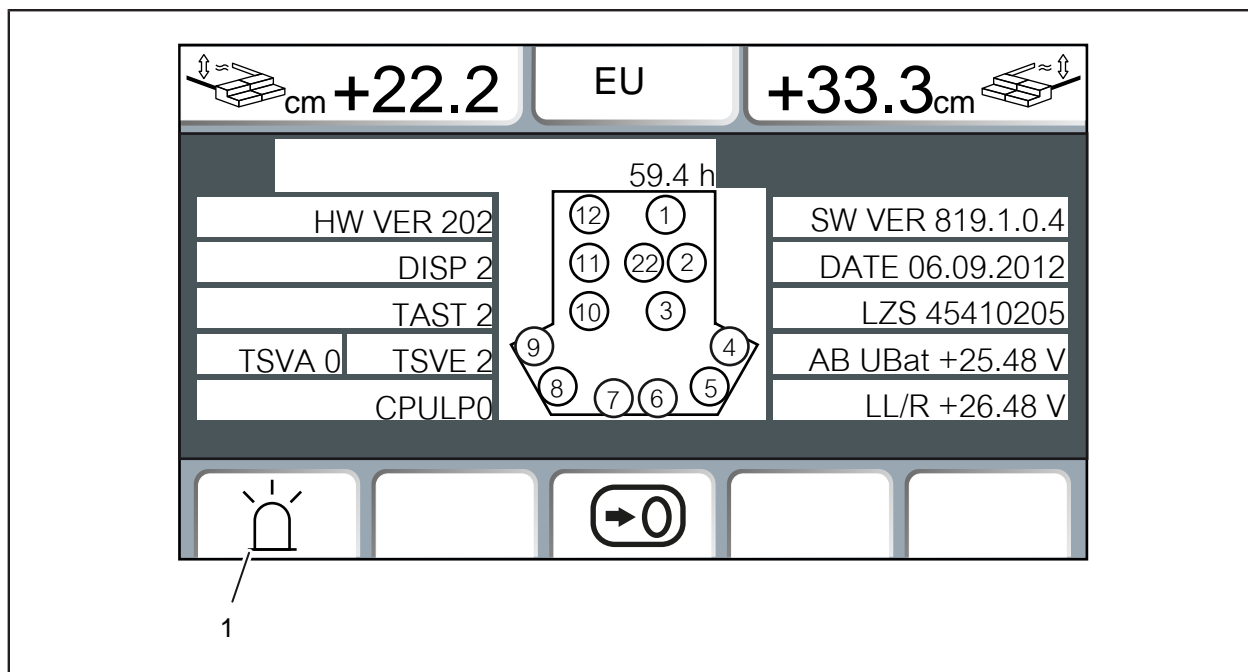 cm +22.2
EU
+33.3 cm
59.4 h
HW VER 202
DISP 2
TAST 2
TSVA 0 TSVE 2
CPULP0
12 1
11 22 2
10 3
9 4
8 5
7 6
SW VER 819.1.0.4
DATE 06.09.2012
LZS 45410205
AB UBat +25.48 V
LL/R +26.48 V
0
1